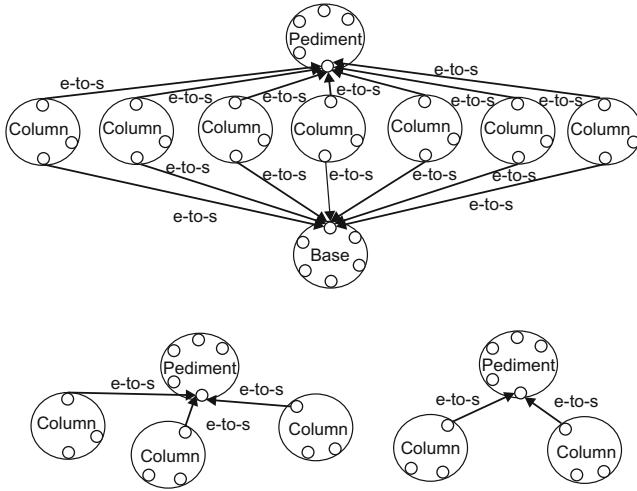 Pediment
e-to-s
e-to-s e-to-s e-to-s e-to-s e-to-s e-to-s
Column Column Column Column Column Column Column
e-to-s e-to-s e-to-s e-to-s e-to-s
e-to-s e-to-s
Base
Pediment Pediment
e-to-s e-to-s e-to-s e-to-s
Column e-to-s Column
Column Column Column